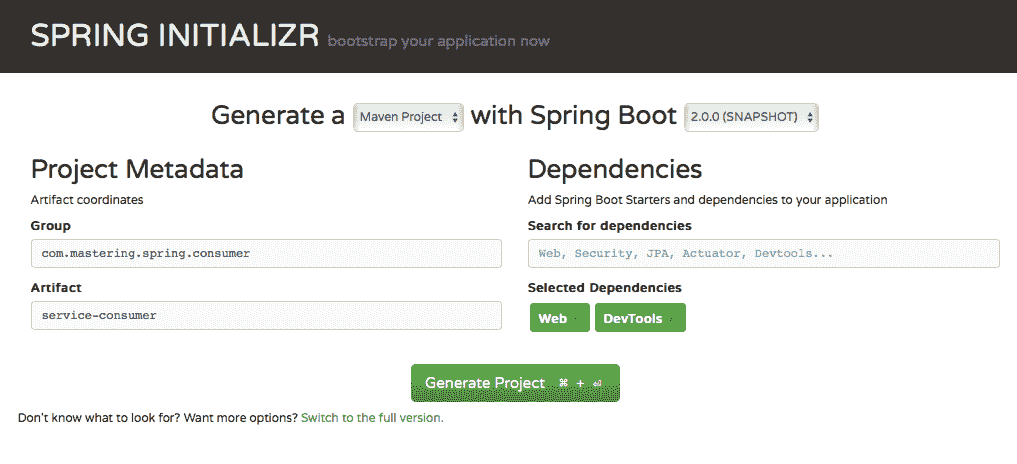 SPRING INITIALIZR bootstrap your application now
Generate a Maven Project with Spring Boot 2.0.0 (SNAPSHOT)
Project Metadata
Artifact coordinates
Group
com.mastering.spring.consumer
Artifact
service-consumer
Dependencies
Add Spring Boot Starters and dependencies to your application
Search for dependencies
Web, Security, JPA, Actuator, Devtools...
Selected Dependencies
Web
DevTools
Generate Project ⌘ + ⏎
Don't know what to look for? Want more options? Switch to the full version.